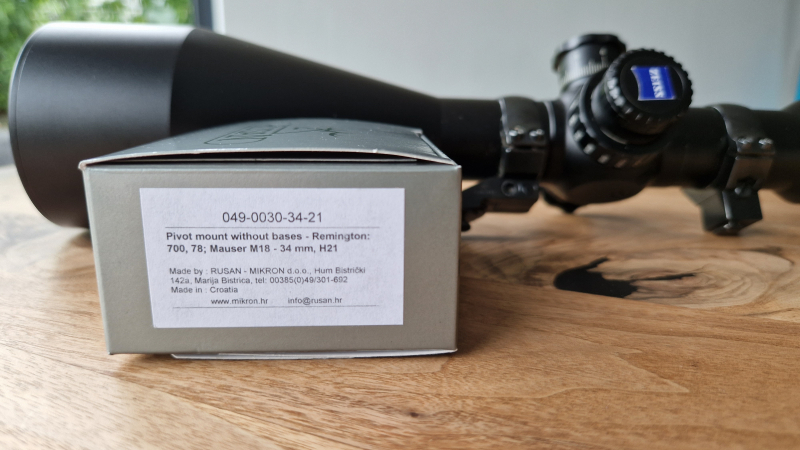 ZEISS
049-0030-34-21
Pivot mount without bases - Remington:
700, 78; Mauser M18 - 34 mm, H21
Made by : RUSAN - MIKRON d.o.o., Hum Bistrički
142a, Marija Bistrica, tel: 00385(0)49/301-692
Made in : Croatia
www.mikron.hr info@rusan.hr